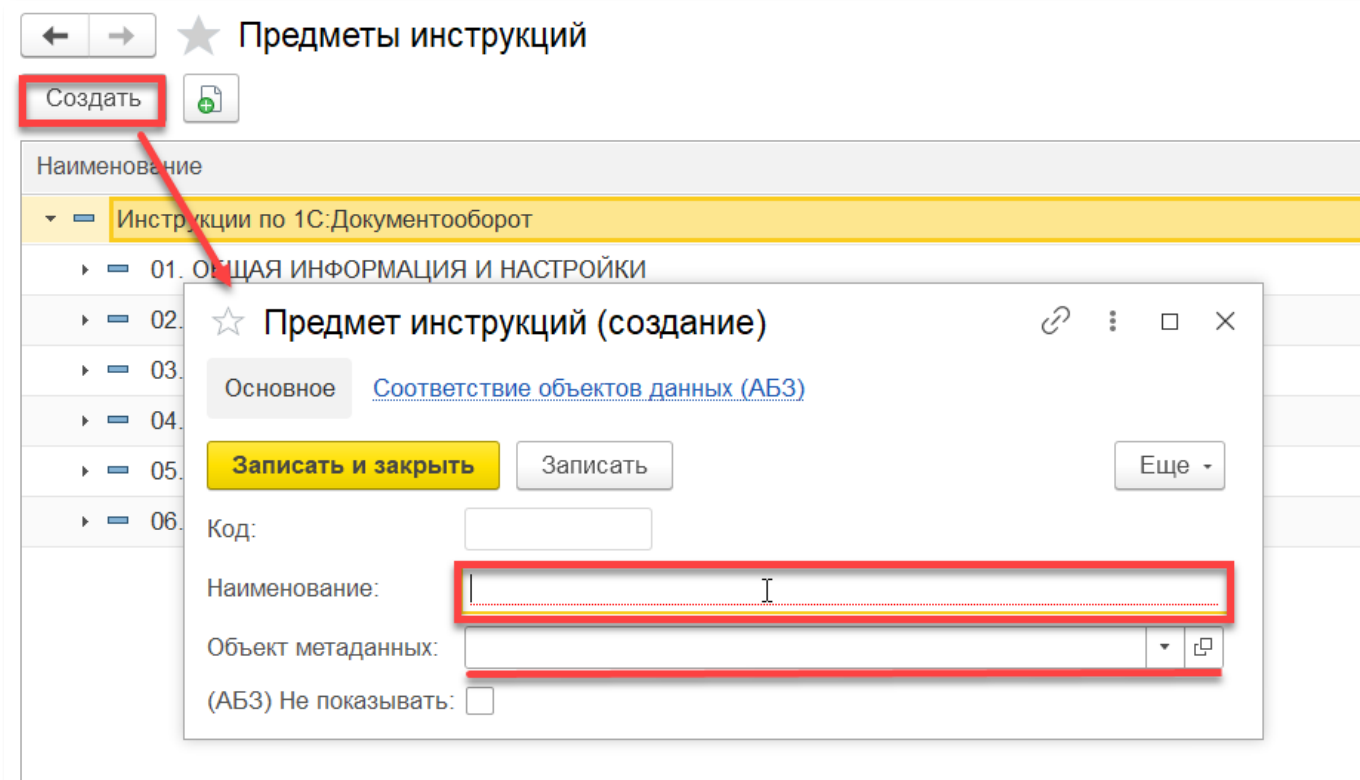 Предметы инструкций
Создать
Наименование
Инструкции по 1С:Документооборот
01. ОБЩАЯ ИНФОРМАЦИЯ И НАСТРОЙКИ
02.
Предмет инструкций (создание)
03.
Основное Соответствие объектов данных (АБЗ)
04.
05.
Записать и закрыть Записать Еще
06.
Код:
Наименование:
Объект метаданных:
(АБЗ) Не показывать: